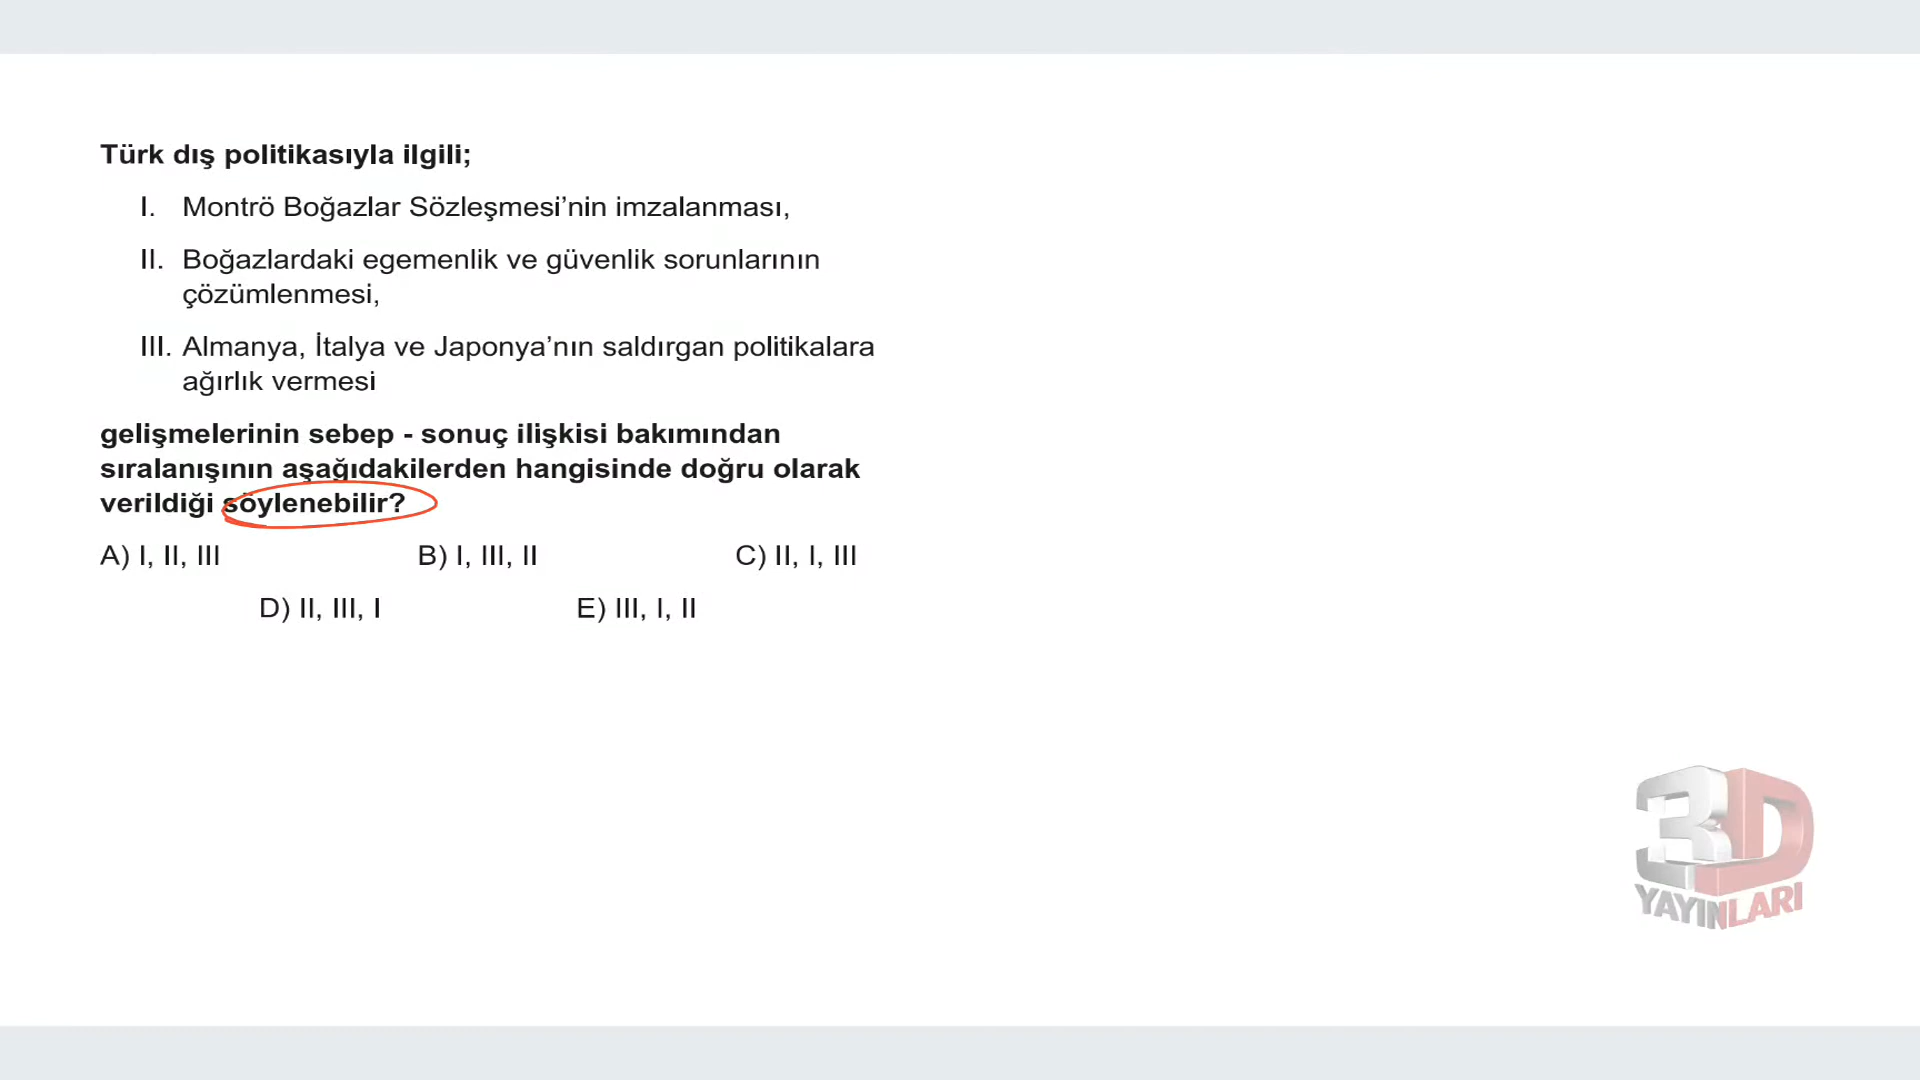 Türk dış politikasıyla ilgili;
I. Montrö Boğazlar Sözleşmesi’nin imzalanması,
II. Boğazlardaki egemenlik ve güvenlik sorunlarının
çözümlenmesi,
III. Almanya, İtalya ve Japonya’nın saldırgan politikalara
ağırlık vermesi
gelişmelerinin sebep - sonuç ilişkisi bakımından
sıralanışının aşağıdakilerden hangisinde doğru olarak
verildiği söylenebilir?
A) I, II, III B) I, III, II C) II, I, III
D) II, III, I E) III, I, II
3D
YAYINLARI